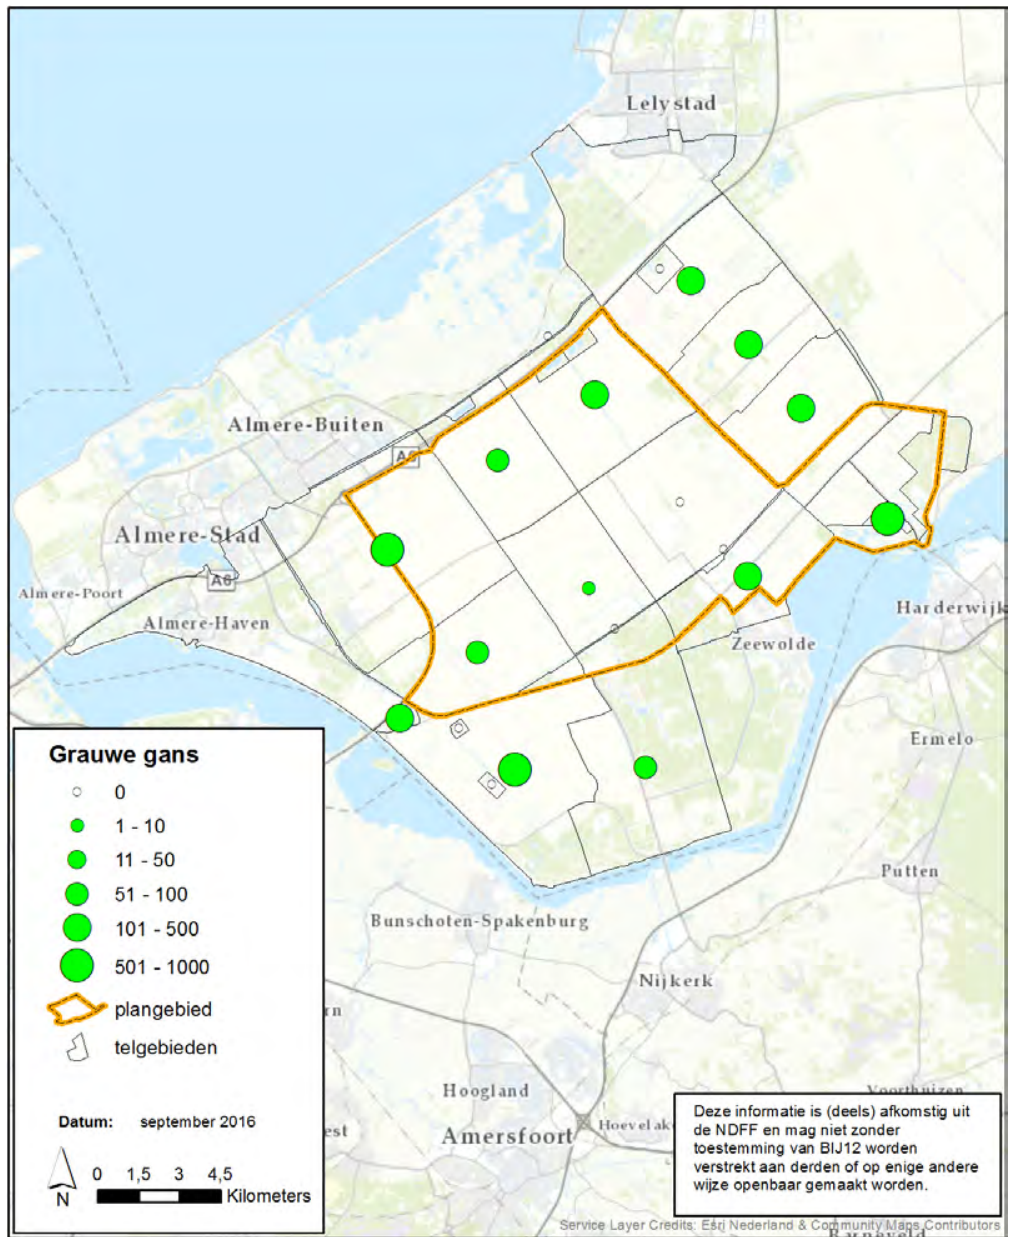 Lelystad
Almere-Buiten
A6
Almere-Stad
A6
Almere-Poort
Almere-Haven
Harderwijk
Zeewolde
Ermelo
Putten
Bunschoten-Spakenburg
Nijkerk
Hoogland
Voorthuizen
Amersfoort
Grauwe gans
0
1 - 10
11 - 50
51 - 100
101 - 500
501 - 1000
plangebied
telgebieden
Datum: september 2016
N
0 1,5 3 4,5
Kilometers
Deze informatie is (deels) afkomstig uit
de NDFF en mag niet zonder
toestemming van BIJ12 worden
verstrekt aan derden of op enige andere
wijze openbaar gemaakt worden.
Service Layer Credits: Esri Nederland & Community Maps Contributors
Barneveld